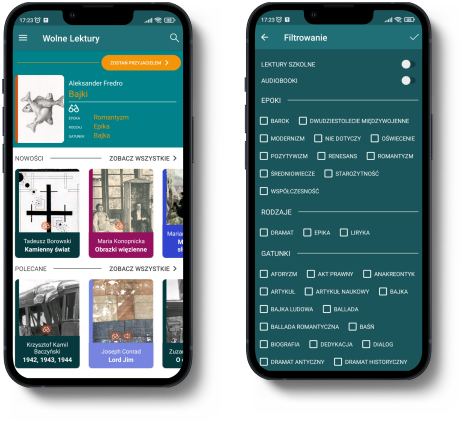 17:23
Wolne Lektury
ZOSTAŃ PRZYJACIELEM
Aleksander Fredro
Bajki
EPOKA Romantyzm
RODZAJ Epika
GATUNEK Bajka
NOWOŚCI ZOBACZ WSZYSTKIE
Tadeusz Borowski
Kamienny świat
Maria Konopnicka
Obrazki więzienne
POLECANE ZOBACZ WSZYSTKIE
Krzysztof Kamil
Baczyński
1942, 1943, 1944
Joseph Conrad
Lord Jim
17:23
Filtrowanie
LEKTURY SZKOLNE
AUDIOBOOKI
EPOKI
BAROK DWUDZIESTOLECIE MIĘDZYWOJENNE
MODERNIZM NIE DOTYCZY OŚWIECENIE
POZYTYWIZM RENESANS ROMANTYZM
ŚREDNIOWIECZE STAROŻYTNOŚĆ
WSPÓŁCZESNOŚĆ
RODZAJE
DRAMAT EPIKA LIRYKA
GATUNKI
AFORYZM AKT PRAWNY ANAKREONTYK
ARTYKUŁ ARTYKUŁ NAUKOWY BAJKA
BAJKA LUDOWA BALLADA
BALLADA ROMANTYCZNA BAŚŃ
BIOGRAFIA DEDYKACJA DIALOG
DRAMAT ANTYCZNY DRAMAT HISTORYCZNY